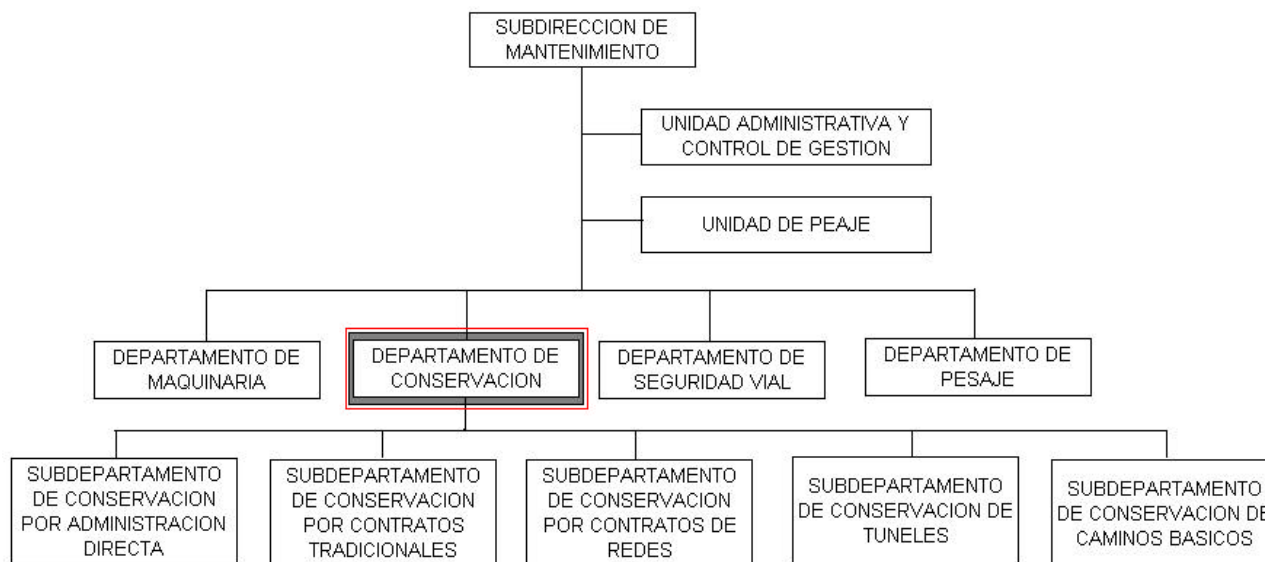 SUBDIRECCION DE
MANTENIMIENTO
UNIDAD ADMINISTRATIVA Y
CONTROL DE GESTION
UNIDAD DE PEAJE
DEPARTAMENTO DE
MAQUINARIA
DEPARTAMENTO DE
CONSERVACION
DEPARTAMENTO DE
SEGURIDAD VIAL
DEPARTAMENTO DE
PESAJE
SUBDEPARTAMENTO
DE CONSERVACION
POR ADMINISTRACION
DIRECTA
SUBDEPARTAMENTO
DE CONSERVACION
POR CONTRATOS
TRADICIONALES
SUBDEPARTAMENTO
DE CONSERVACION
POR CONTRATOS DE
REDES
SUBDEPARTAMENTO
DE CONSERVACION DE
TUNELES
SUBDEPARTAMENTO
DE CONSERVACION DE
CAMINOS BASICOS